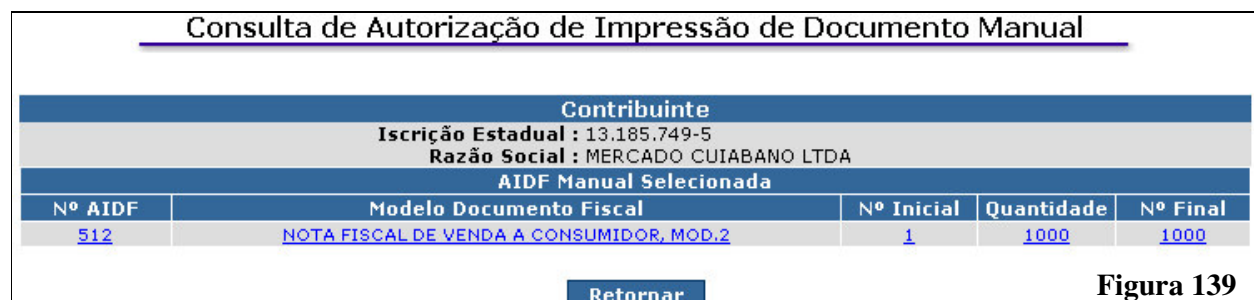 Consulta de Autorização de Impressão de Documento Manual
Contribuinte
Iscrição Estadual : 13.185.749-5
Razão Social : MERCADO CUIABANO LTDA
AIDF Manual Selecionada
Nº AIDF Modelo Documento Fiscal Nº Inicial Quantidade Nº Final
512 NOTA FISCAL DE VENDA A CONSUMIDOR, MOD.2 1 1000 1000
Retornar
Figura 139